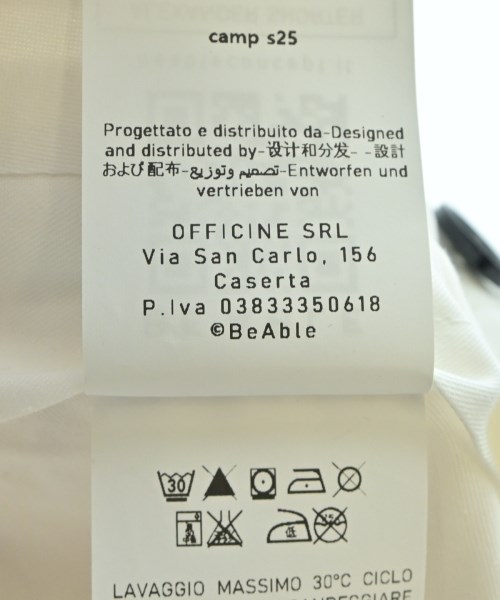 camp s25
Progettato e distribuito da-Designed
and distributed by-设计和分发- -設計
および配布-تصميم وتوزيع-Entworfen und
vertrieben von
OFFICINE SRL
Via San Carlo, 156
Caserta
P.Iva 03833350618
©BeAble
30
低
LAVAGGIO MASSIMO 30°C CICLO